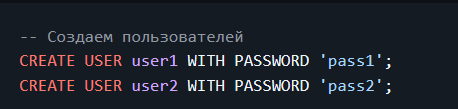 -- Создаем пользователей
CREATE USER user1 WITH PASSWORD 'pass1';
CREATE USER user2 WITH PASSWORD 'pass2';